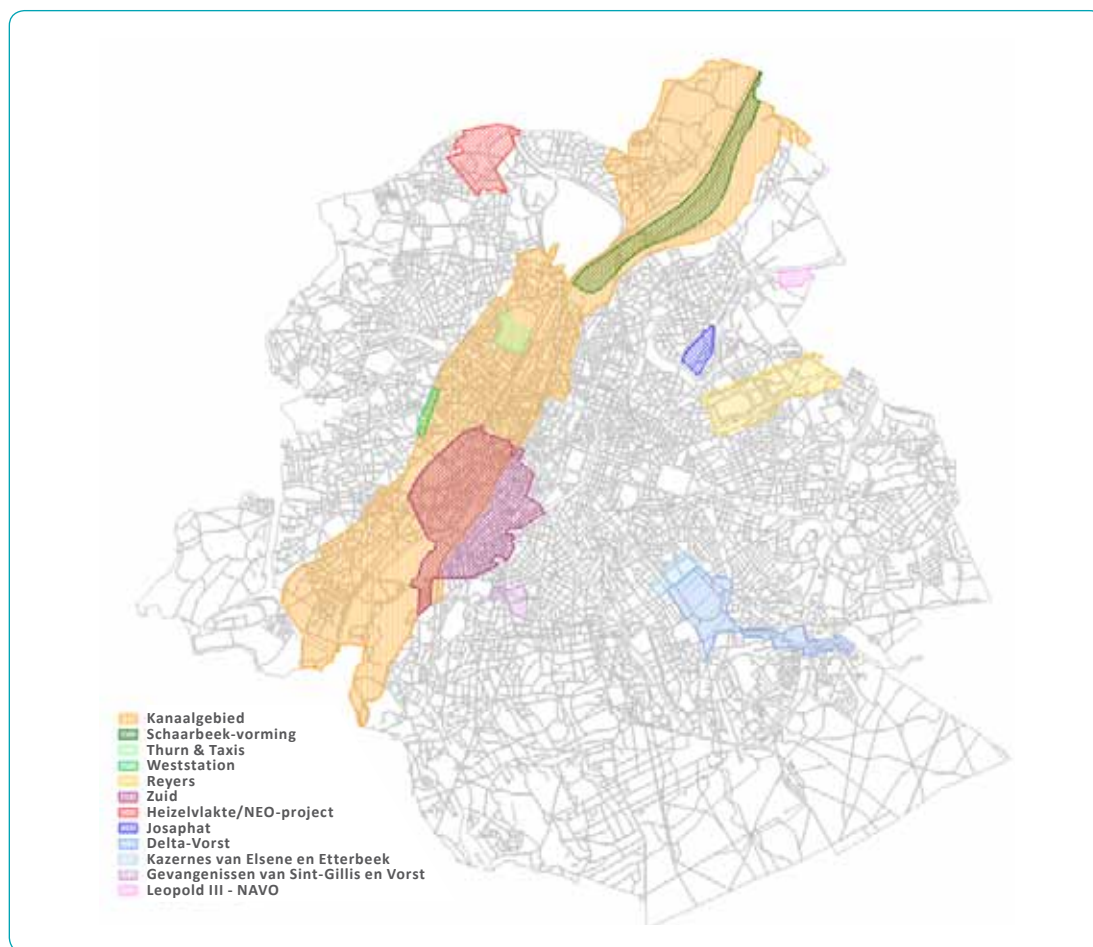 Kanaalgebied
Schaarbeek-vorming
Thurn & Taxis
Weststation
Reyers
Zuid
Heizelvlakte/NEO-project
Josaphat
Delta-Vorst
Kazernes van Elsene en Etterbeek
Gevangenissen van Sint-Gillis en Vorst
Leopold III - NAVO